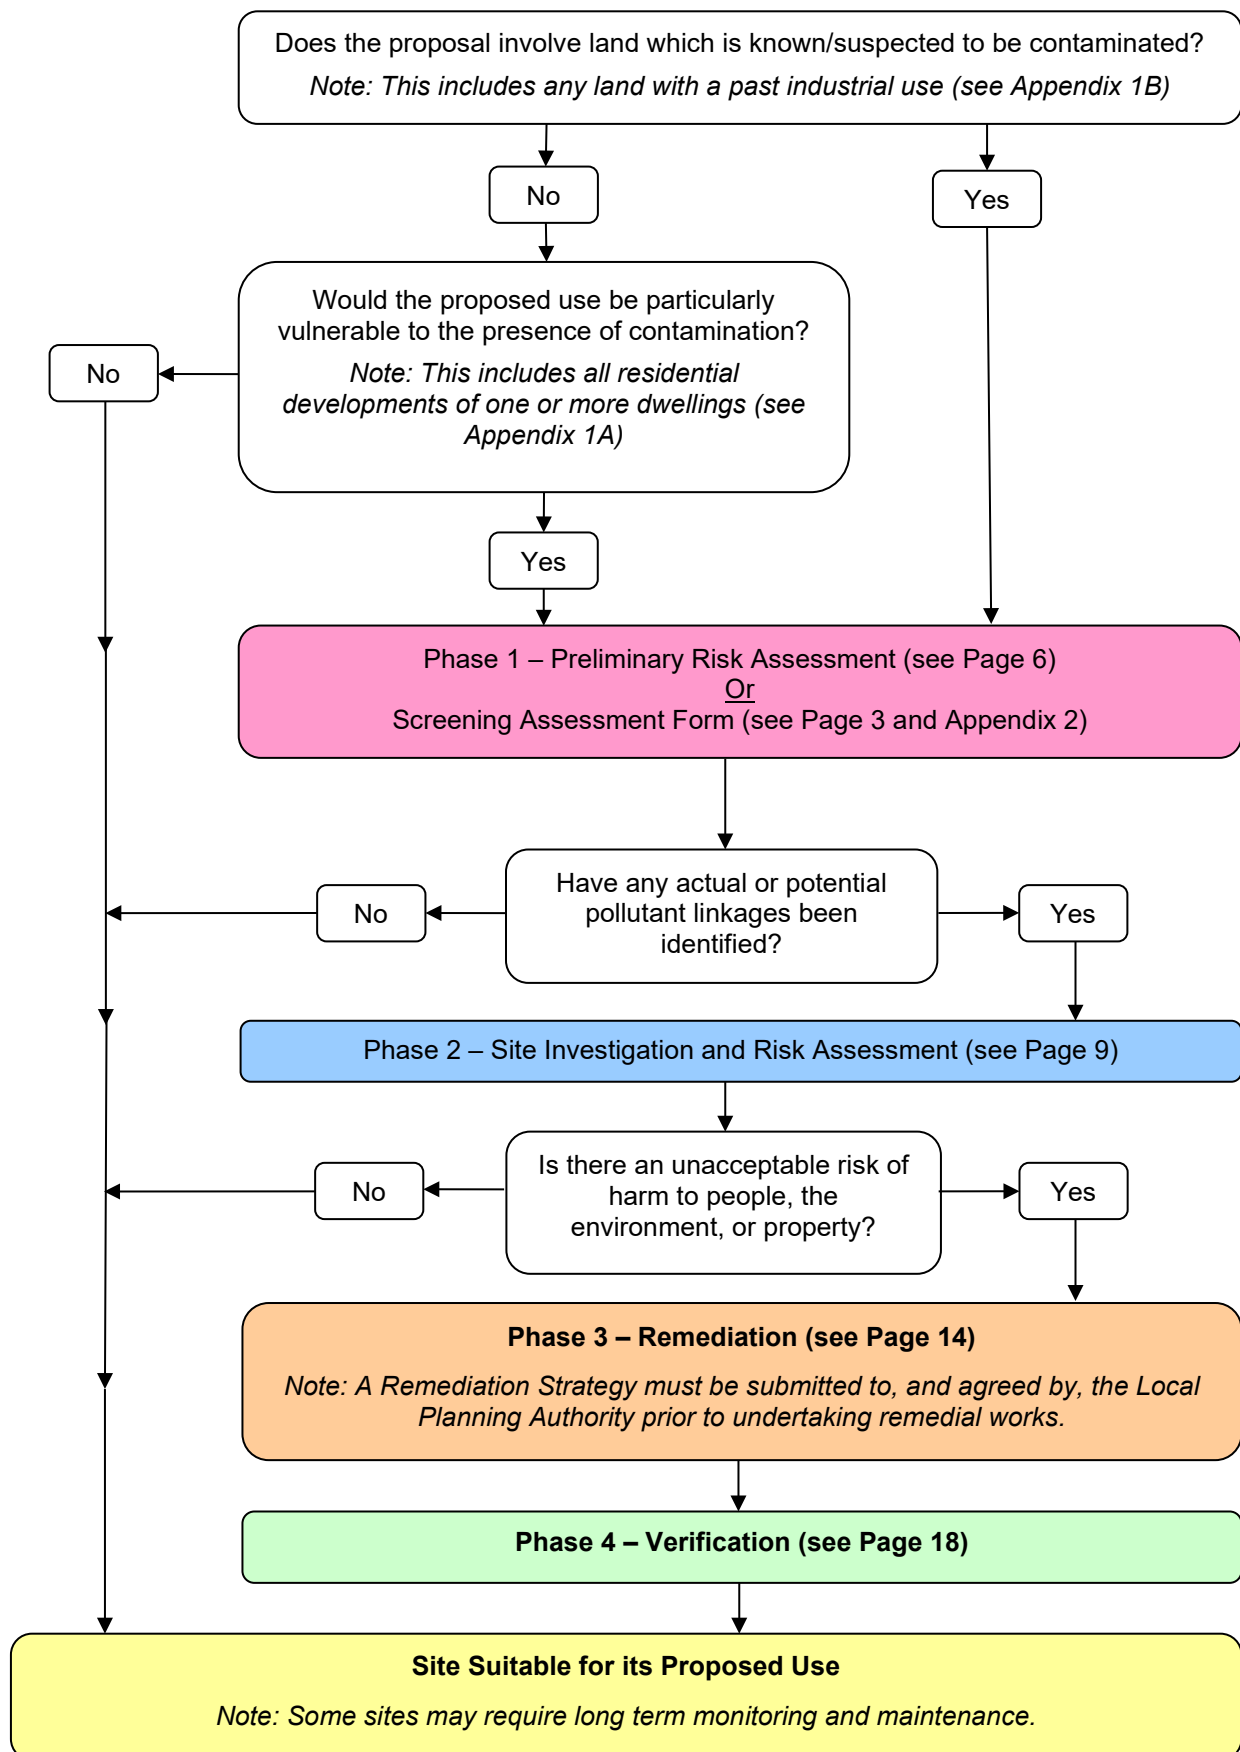 Does the proposal involve land which is known/suspected to be contaminated?
Note: This includes any land with a past industrial use (see Appendix 1B)
No
Yes
Would the proposed use be particularly
vulnerable to the presence of contamination?
Note: This includes all residential
developments of one or more dwellings (see
Appendix 1A)
No
Yes
Phase 1 – Preliminary Risk Assessment (see Page 6)
Or
Screening Assessment Form (see Page 3 and Appendix 2)
Have any actual or potential
pollutant linkages been
identified?
No
Yes
Phase 2 – Site Investigation and Risk Assessment (see Page 9)
Is there an unacceptable risk of
harm to people, the
environment, or property?
No
Yes
Phase 3 – Remediation (see Page 14)
Note: A Remediation Strategy must be submitted to, and agreed by, the Local
Planning Authority prior to undertaking remedial works.
Phase 4 – Verification (see Page 18)
Site Suitable for its Proposed Use
Note: Some sites may require long term monitoring and maintenance.